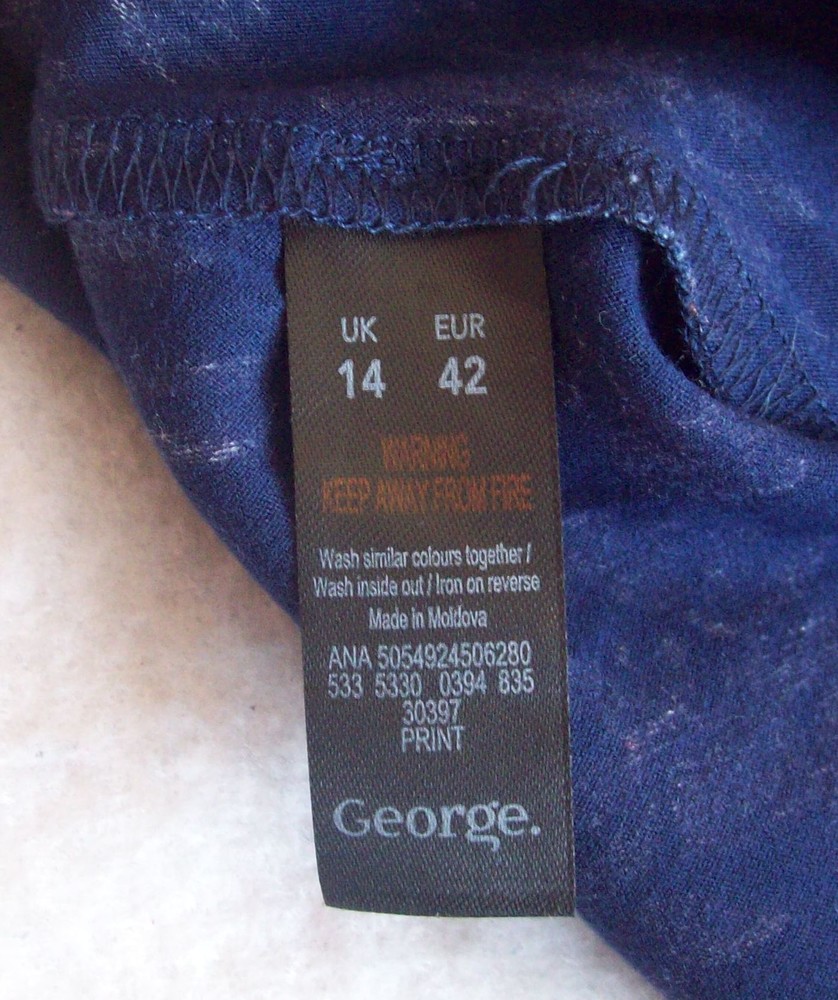 UK EUR
14 42
WARNING
KEEP AWAY FROM FIRE
Wash similar colours together /
Wash inside out / Iron on reverse
Made in Moldova
ANA 5054924506280
533 5330 0394 835
30397
PRINT
George.